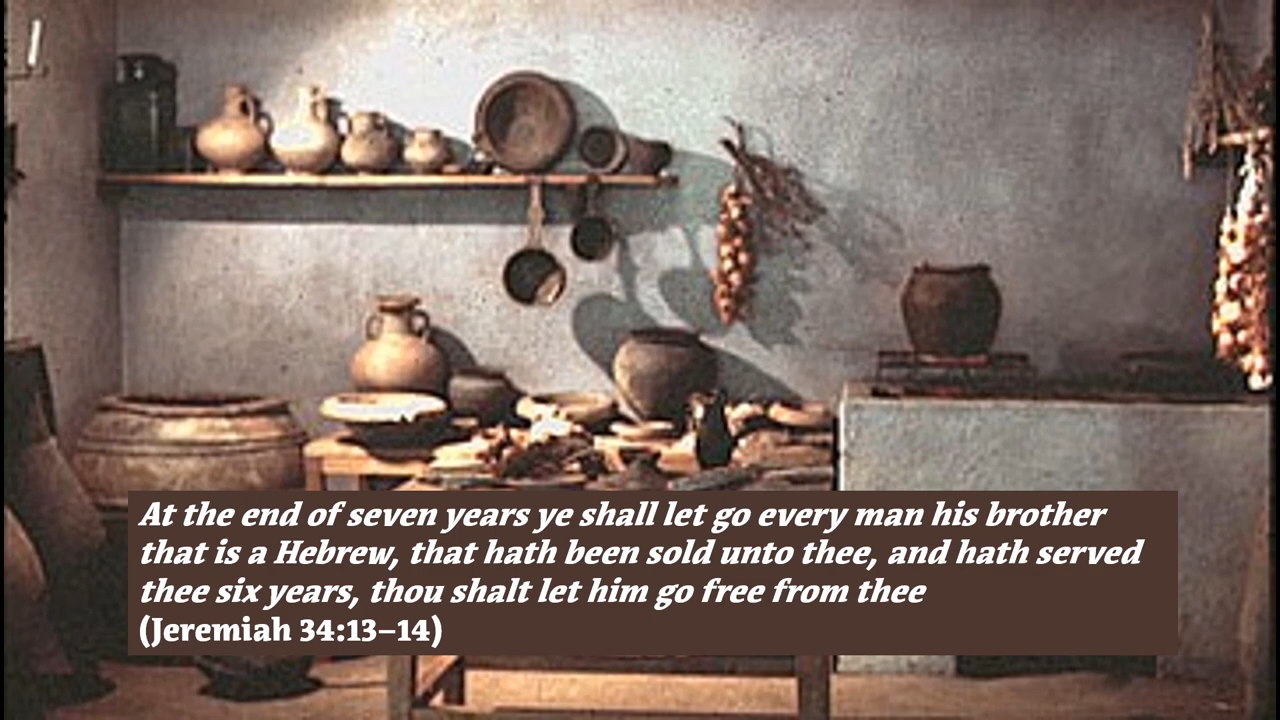 At the end of seven years ye shall let go every man his brother
that is a Hebrew, that hath been sold unto thee, and hath served
thee six years, thou shalt let him go free from thee
(Jeremiah 34:13–14)